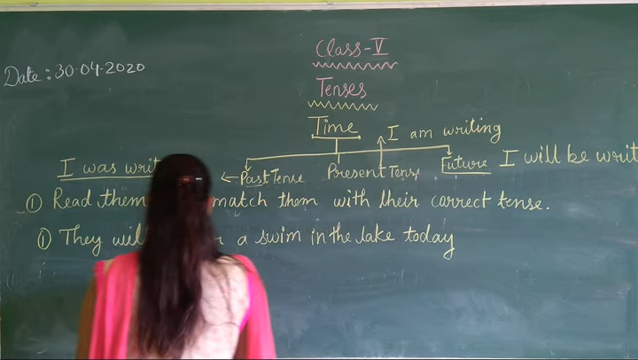 Class-V
Date: 30-04-2020
Tenses
Time
I am writing
I was writ
Past Tense Present Tense Future I will be writ
① Read them match them with their correct tense.
① They will a swim in the lake today